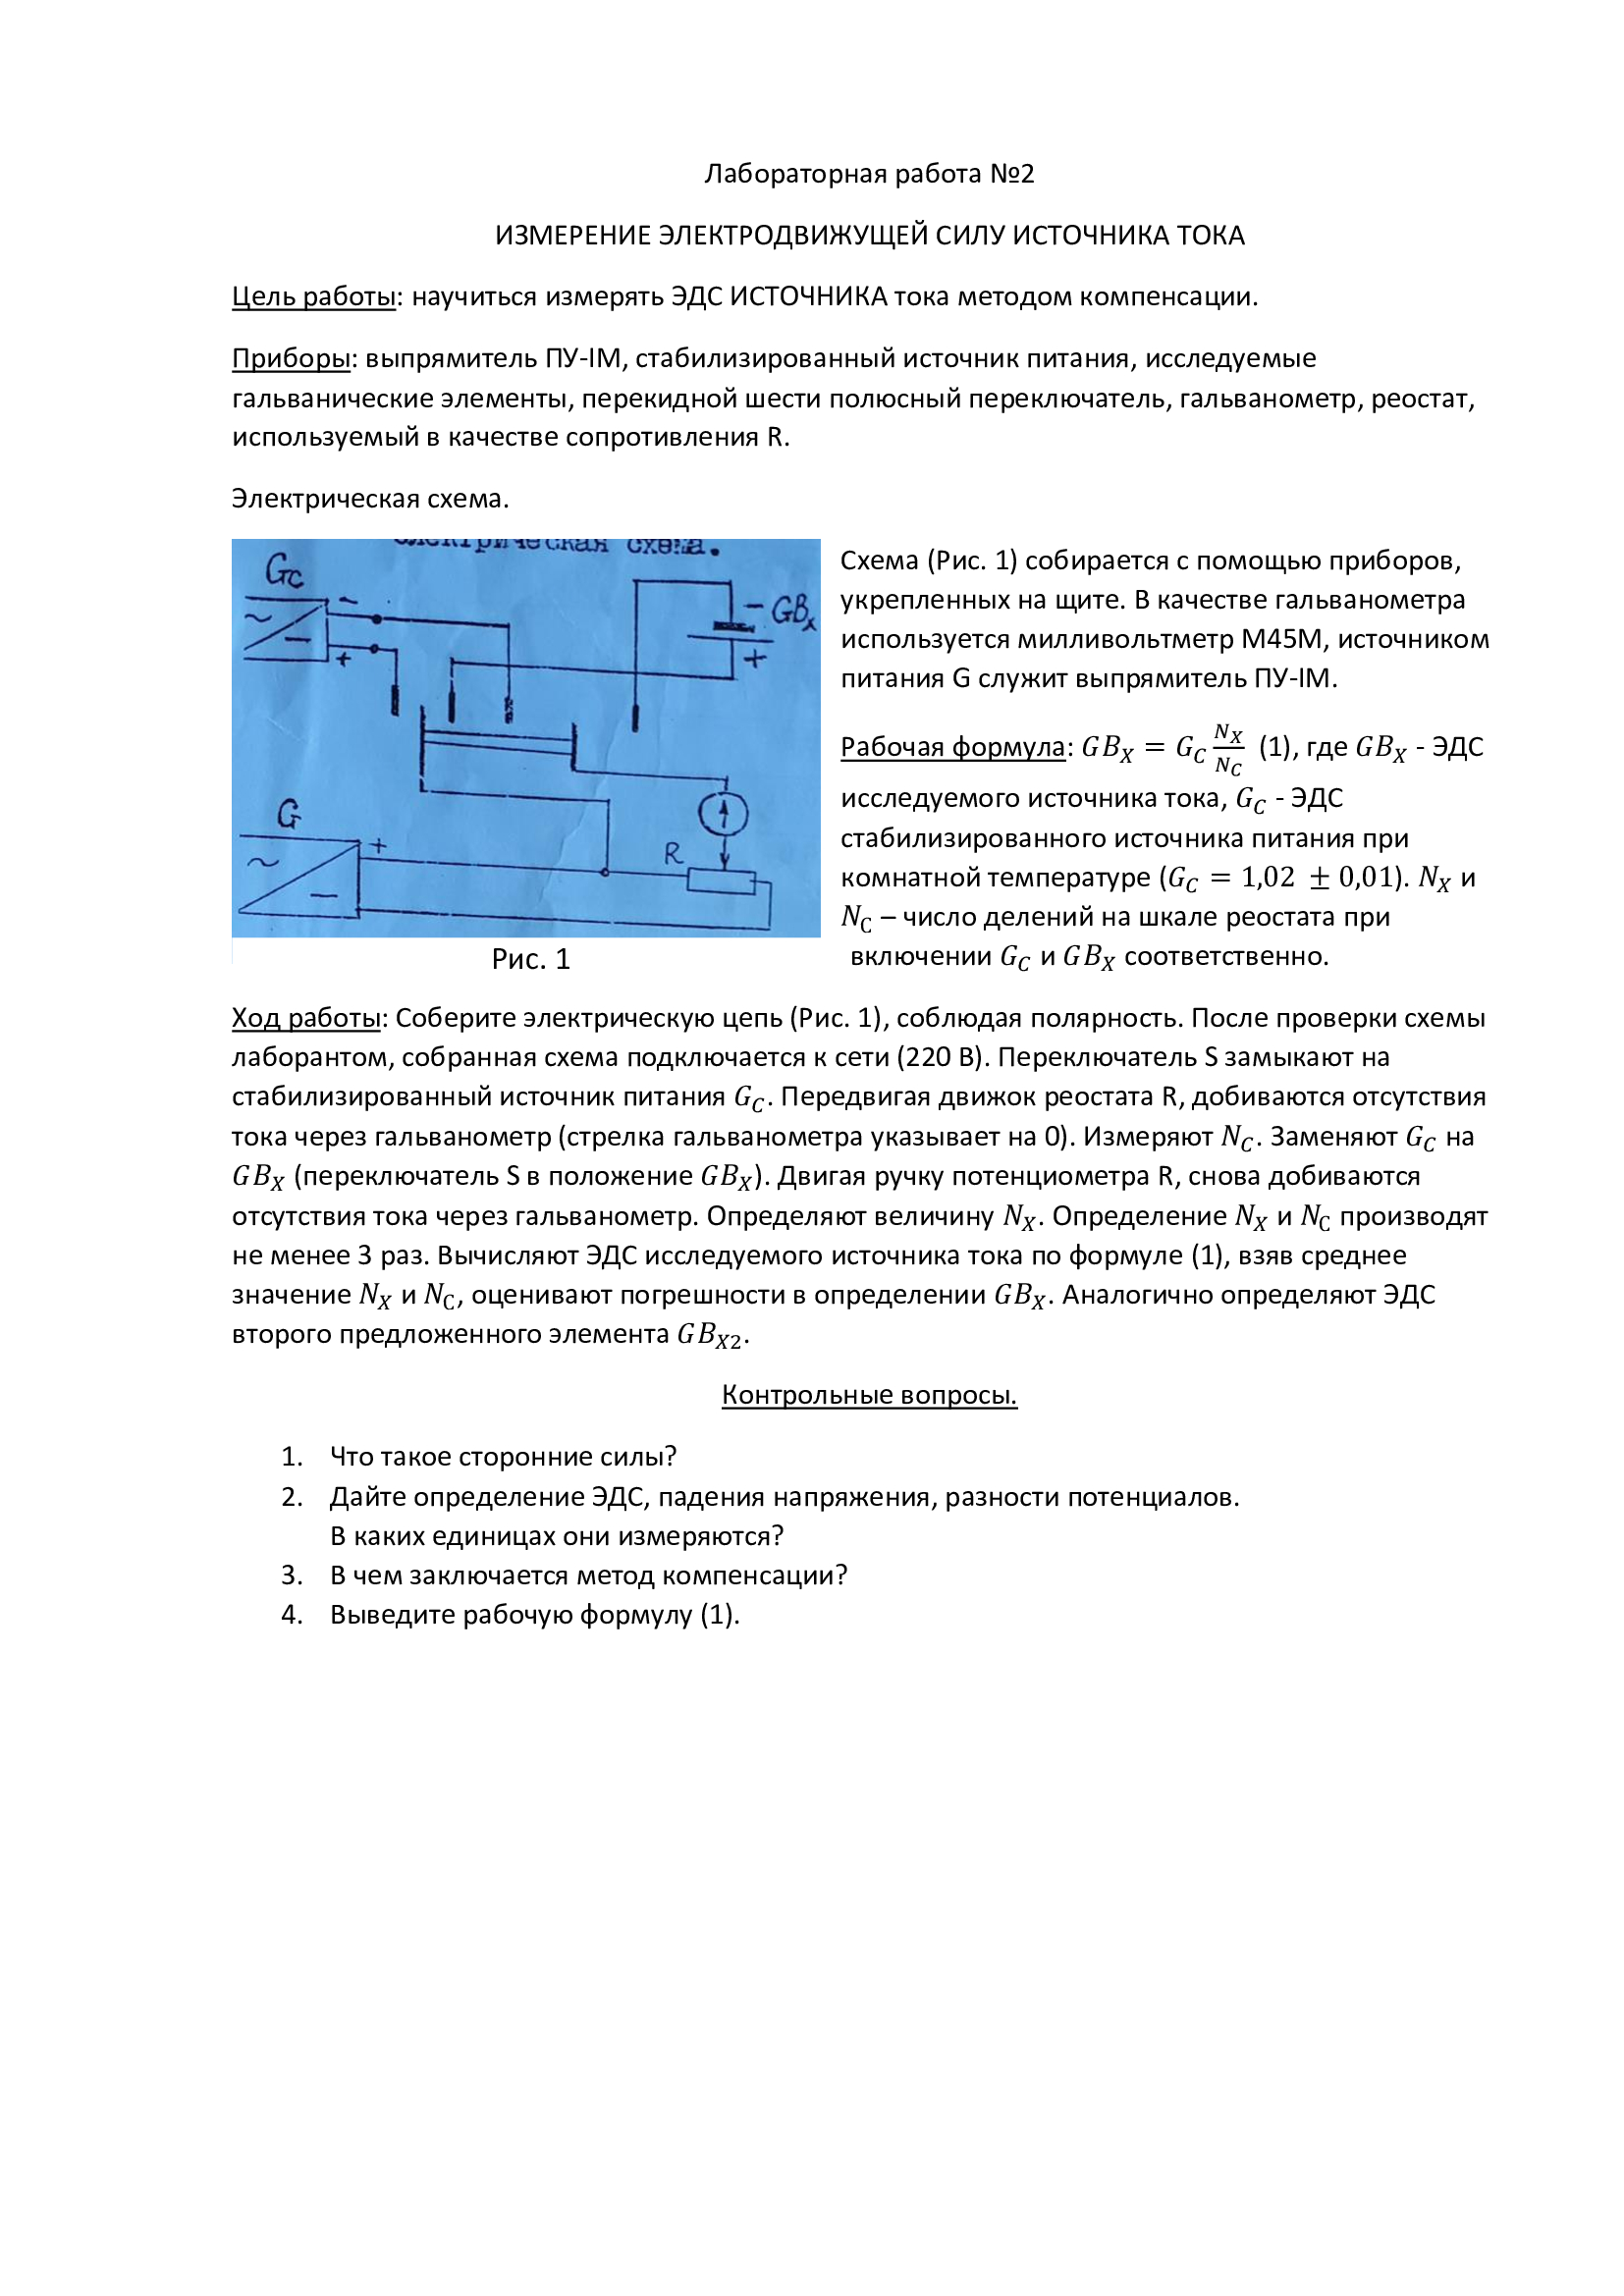 Лабораторная работа №2
ИЗМЕРЕНИЕ ЭЛЕКТРОДВИЖУЩЕЙ СИЛУ ИСТОЧНИКА ТОКА
Цель работы: научиться измерять ЭДС ИСТОЧНИКА тока методом компенсации.
Приборы: выпрямитель ПУ-IM, стабилизированный источник питания, исследуемые
гальванические элементы, перекидной шести полюсный переключатель, гальванометр, реостат,
используемый в качестве сопротивления R.
Электрическая схема.
Электрическая схема.
Gc
~
−
−
+
− GBx
+
G
~
−
+
R
Рис. 1
Схема (Рис. 1) собирается с помощью приборов,
укрепленных на щите. В качестве гальванометра
используется милливольтметр М45М, источником
питания G служит выпрямитель ПУ-IM.
Рабочая формула: $GB_X = G_C \frac{N_X}{N_C}$ (1), где $GB_X$ - ЭДС
исследуемого источника тока, $G_C$ - ЭДС
стабилизированного источника питания при
комнатной температуре ($G_C = 1,02 \pm 0,01$). $N_X$ и
$N_C$ – число делений на шкале реостата при
включении $G_C$ и $GB_X$ соответственно.
Ход работы: Соберите электрическую цепь (Рис. 1), соблюдая полярность. После проверки схемы
лаборантом, собранная схема подключается к сети (220 В). Переключатель S замыкают на
стабилизированный источник питания $G_C$. Передвигая движок реостата R, добиваются отсутствия
тока через гальванометр (стрелка гальванометра указывает на 0). Измеряют $N_C$. Заменяют $G_C$ на
$GB_X$ (переключатель S в положение $GB_X$). Двигая ручку потенциометра R, снова добиваются
отсутствия тока через гальванометр. Определяют величину $N_X$. Определение $N_X$ и $N_C$ производят
не менее 3 раз. Вычисляют ЭДС исследуемого источника тока по формуле (1), взяв среднее
значение $N_X$ и $N_C$, оценивают погрешности в определении $GB_X$. Аналогично определяют ЭДС
второго предложенного элемента $GB_{X2}$.
Контрольные вопросы.
1. Что такое сторонние силы?
2. Дайте определение ЭДС, падения напряжения, разности потенциалов.
В каких единицах они измеряются?
3. В чем заключается метод компенсации?
4. Выведите рабочую формулу (1).